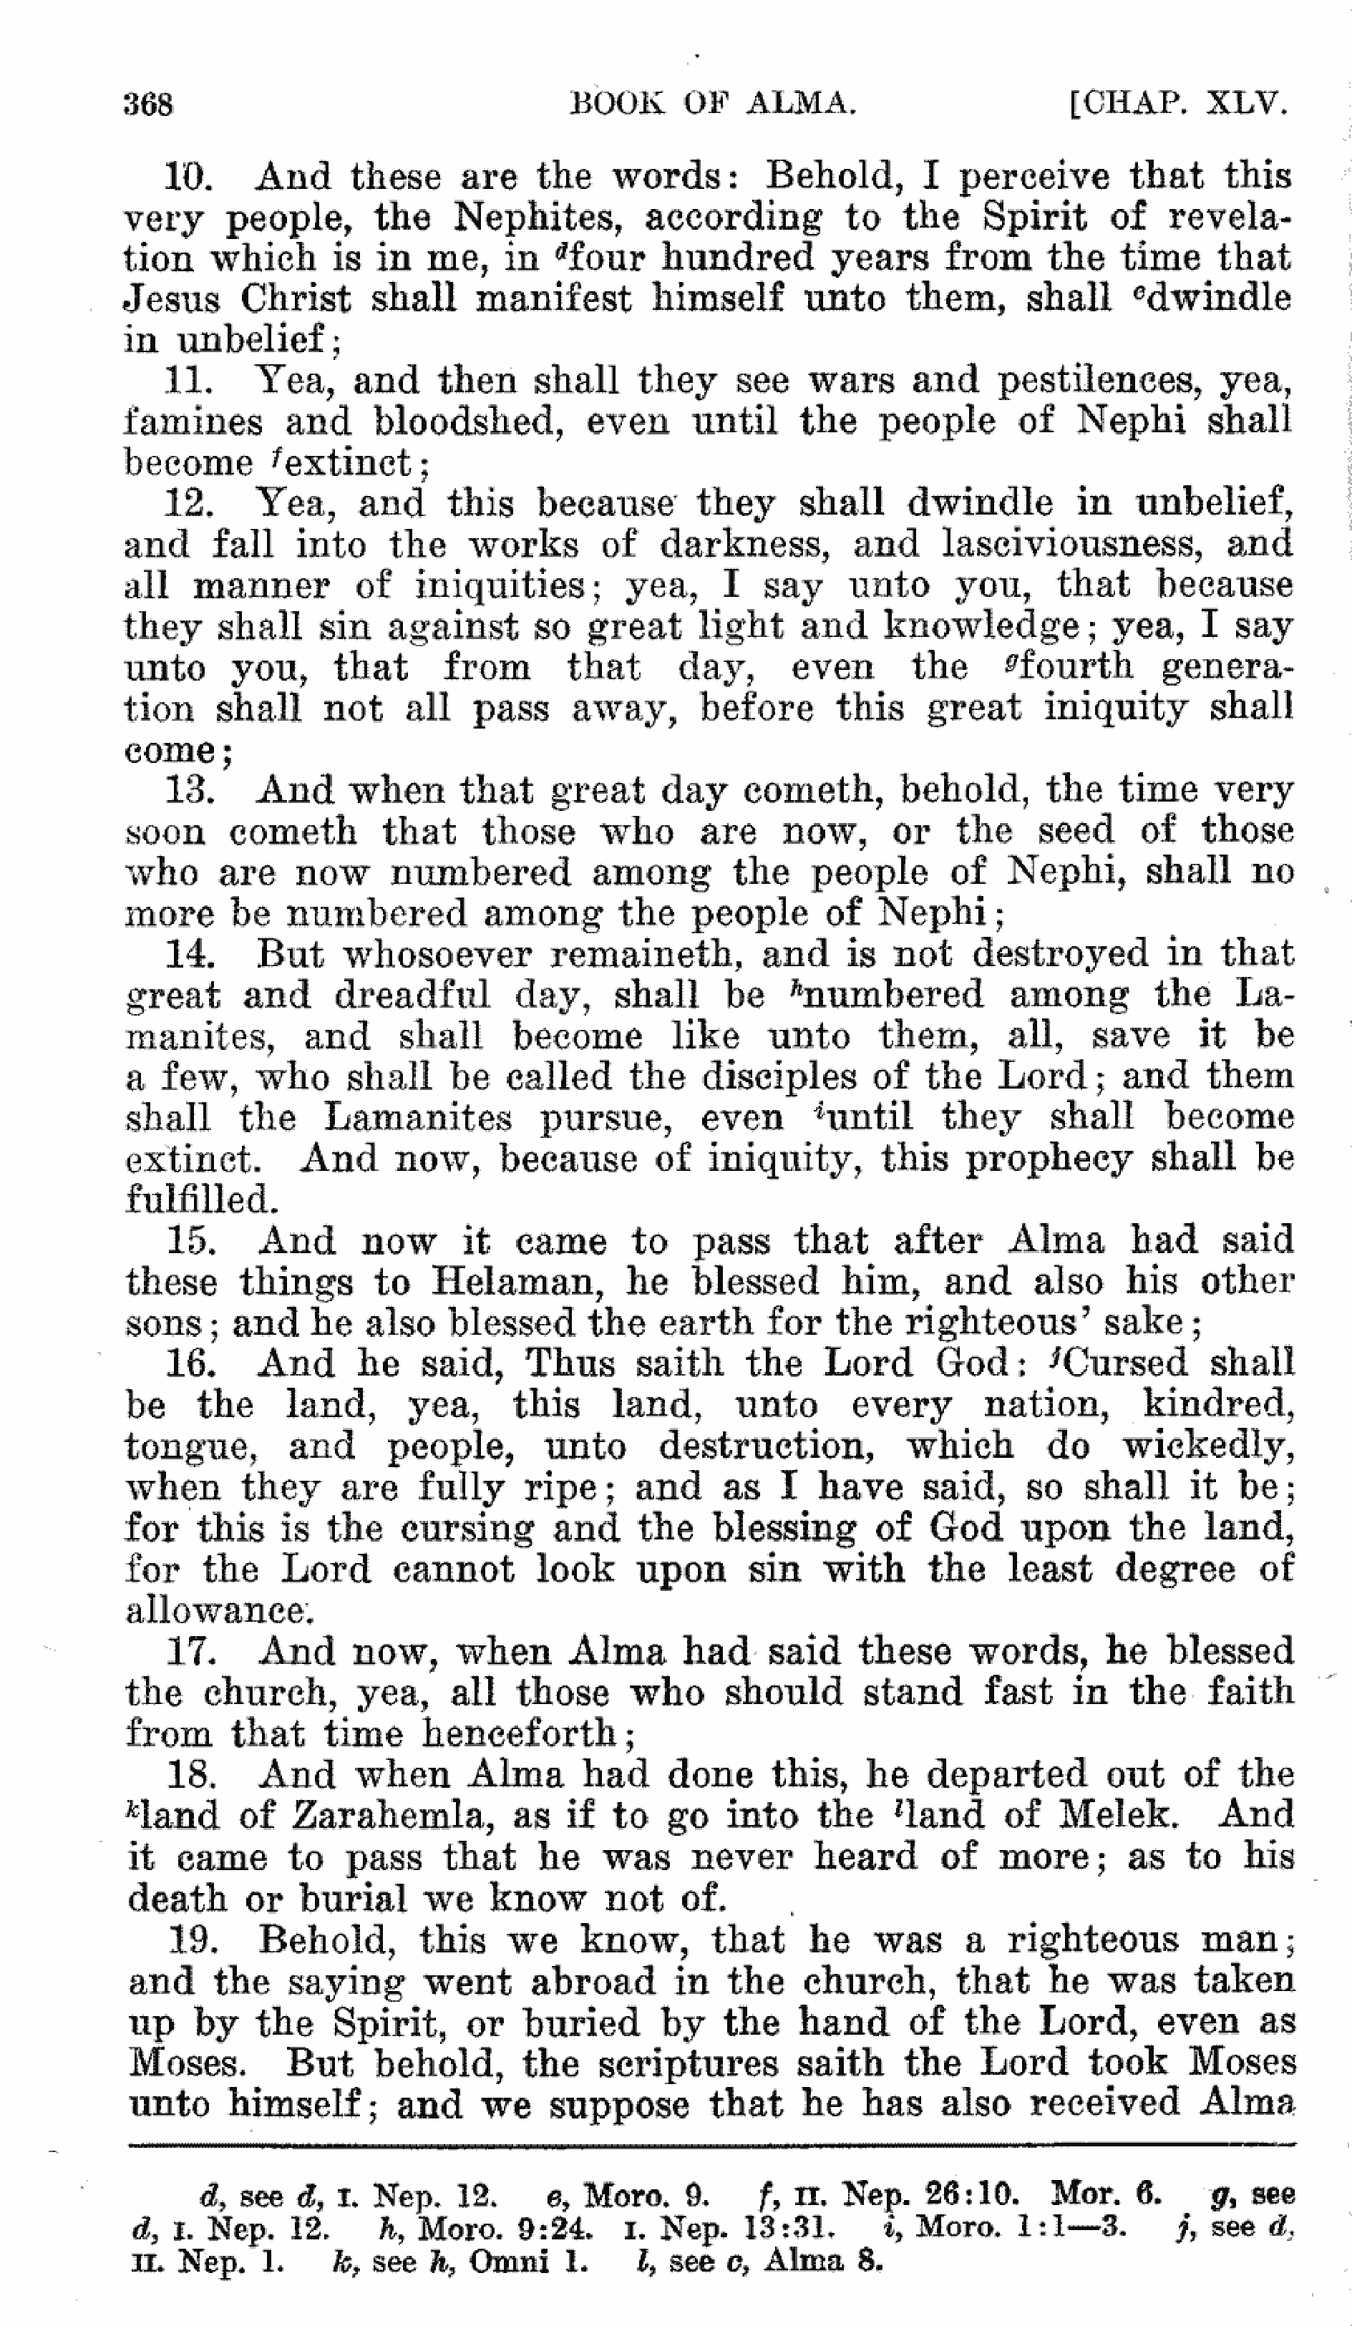 368 BOOK OF ALMA. [CHAP. XLV.
10. And these are the words: Behold, I perceive that this
very people, the Nephites, according to the Spirit of revela-
tion which is in me, in dfour hundred years from the time that
Jesus Christ shall manifest himself unto them, shall edwindle
in unbelief;
11. Yea, and then shall they see wars and pestilences, yea,
famines and bloodshed, even until the people of Nephi shall
become fextinct;
12. Yea, and this because they shall dwindle in unbelief,
and fall into the works of darkness, and lasciviousness, and
all manner of iniquities; yea, I say unto you, that because
they shall sin against so great light and knowledge; yea, I say
unto you, that from that day, even the gfourth genera-
tion shall not all pass away, before this great iniquity shall
come;
13. And when that great day cometh, behold, the time very
soon cometh that those who are now, or the seed of those
who are now numbered among the people of Nephi, shall no
more be numbered among the people of Nephi;
14. But whosoever remaineth, and is not destroyed in that
great and dreadful day, shall be hnumbered among the La-
manites, and shall become like unto them, all, save it be
a few, who shall be called the disciples of the Lord; and them
shall the Lamanites pursue, even iuntil they shall become
extinct. And now, because of iniquity, this prophecy shall be
fulfilled.
15. And now it came to pass that after Alma had said
these things to Helaman, he blessed him, and also his other
sons; and he also blessed the earth for the righteous' sake;
16. And he said, Thus saith the Lord God: jCursed shall
be the land, yea, this land, unto every nation, kindred,
tongue, and people, unto destruction, which do wickedly,
when they are fully ripe; and as I have said, so shall it be;
for this is the cursing and the blessing of God upon the land,
for the Lord cannot look upon sin with the least degree of
allowance.
17. And now, when Alma had said these words, he blessed
the church, yea, all those who should stand fast in the faith
from that time henceforth;
18. And when Alma had done this, he departed out of the
kland of Zarahemla, as if to go into the lland of Melek. And
it came to pass that he was never heard of more; as to his
death or burial we know not of.
19. Behold, this we know, that he was a righteous man;
and the saying went abroad in the church, that he was taken
up by the Spirit, or buried by the hand of the Lord, even as
Moses. But behold, the scriptures saith the Lord took Moses
unto himself; and we suppose that he has also received Alma
d, see d, I. Nep. 12. e, Moro. 9. f, II. Nep. 26:10. Mor. 6. g, see
d, I. Nep. 12. h, Moro. 9:24. I. Nep. 13:31. i, Moro. 1:1—3. j, see d,
II. Nep. 1. k, see h, Omni 1. l, see c, Alma 8.